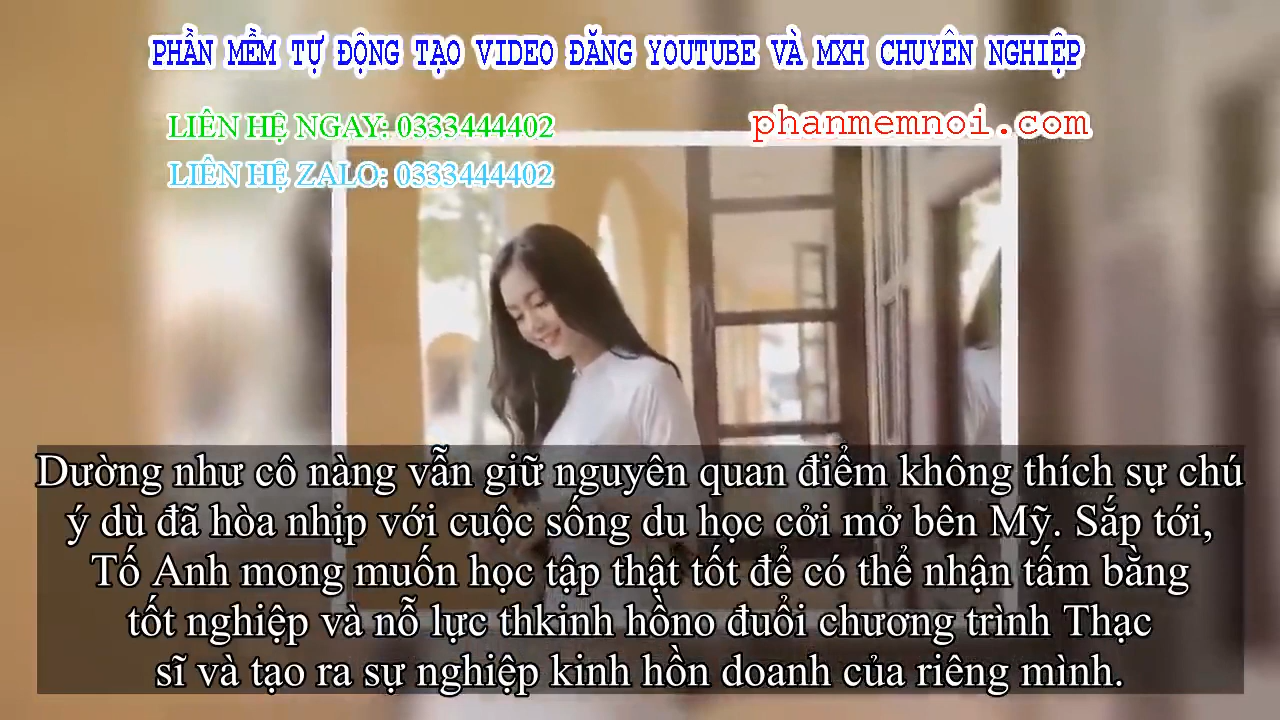 PHẦN MỀM TỰ ĐỘNG TẠO VIDEO ĐĂNG YOUTUBE VÀ MXH CHUYÊN NGHIỆP
LIÊN HỆ NGAY: 0333444402
phanmemnoi.com
LIÊN HỆ ZALO: 0333444402
Dường như cô nàng vẫn giữ nguyên quan điểm không thích sự chú
ý dù đã hòa nhịp với cuộc sống du học cởi mở bên Mỹ. Sắp tới,
Tố Anh mong muốn học tập thật tốt để có thể nhận tấm bằng
tốt nghiệp và nỗ lực thkinh hồno đuổi chương trình Thạc
sĩ và tạo ra sự nghiệp kinh hồn doanh của riêng mình.